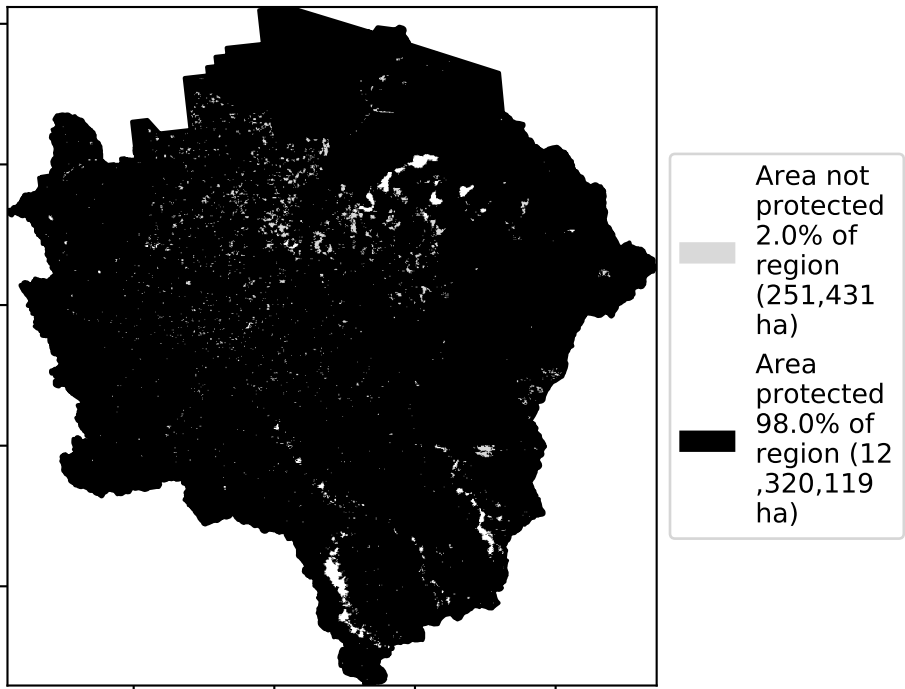 Area not
protected
2.0% of
region
(251,431
ha)
Area
protected
98.0% of
region (12
,320,119
ha)